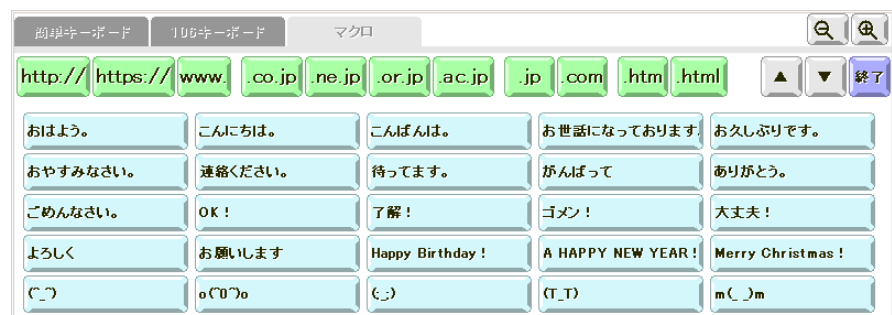 簡単キーボード 106キーボード マクロ
http:// https:// www. .co.jp .ne.jp .or.jp .ac.jp .jp .com .htm .html ▲ ▼ 終了
おはよう。 こんにちは。 こんばんは。 お世話になっております。 お久しぶりです。
おやすみなさい。 連絡ください。 待ってます。 がんばって ありがとう。
ごめんなさい。 OK！ 了解！ ゴメン！ 大丈夫！
よろしく お願いします Happy Birthday！ A HAPPY NEW YEAR！ Merry Christmas！
(^_^) o(^0^)o (;_;) (T_T) m(_ _)m